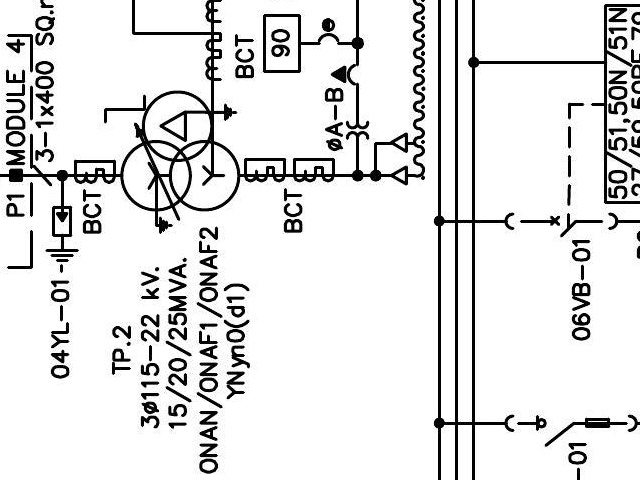 P1 MODULE 4
3-1x400 SQ.
BCT
04YL-01
TP.2
3ø115-22 kV.
15/20/25MVA.
ONAN/ONAF1/ONAF2
YNyn0(d1)
BCT
90
BCT
øA-B
06VB-01
-01
50/51,50N/51N